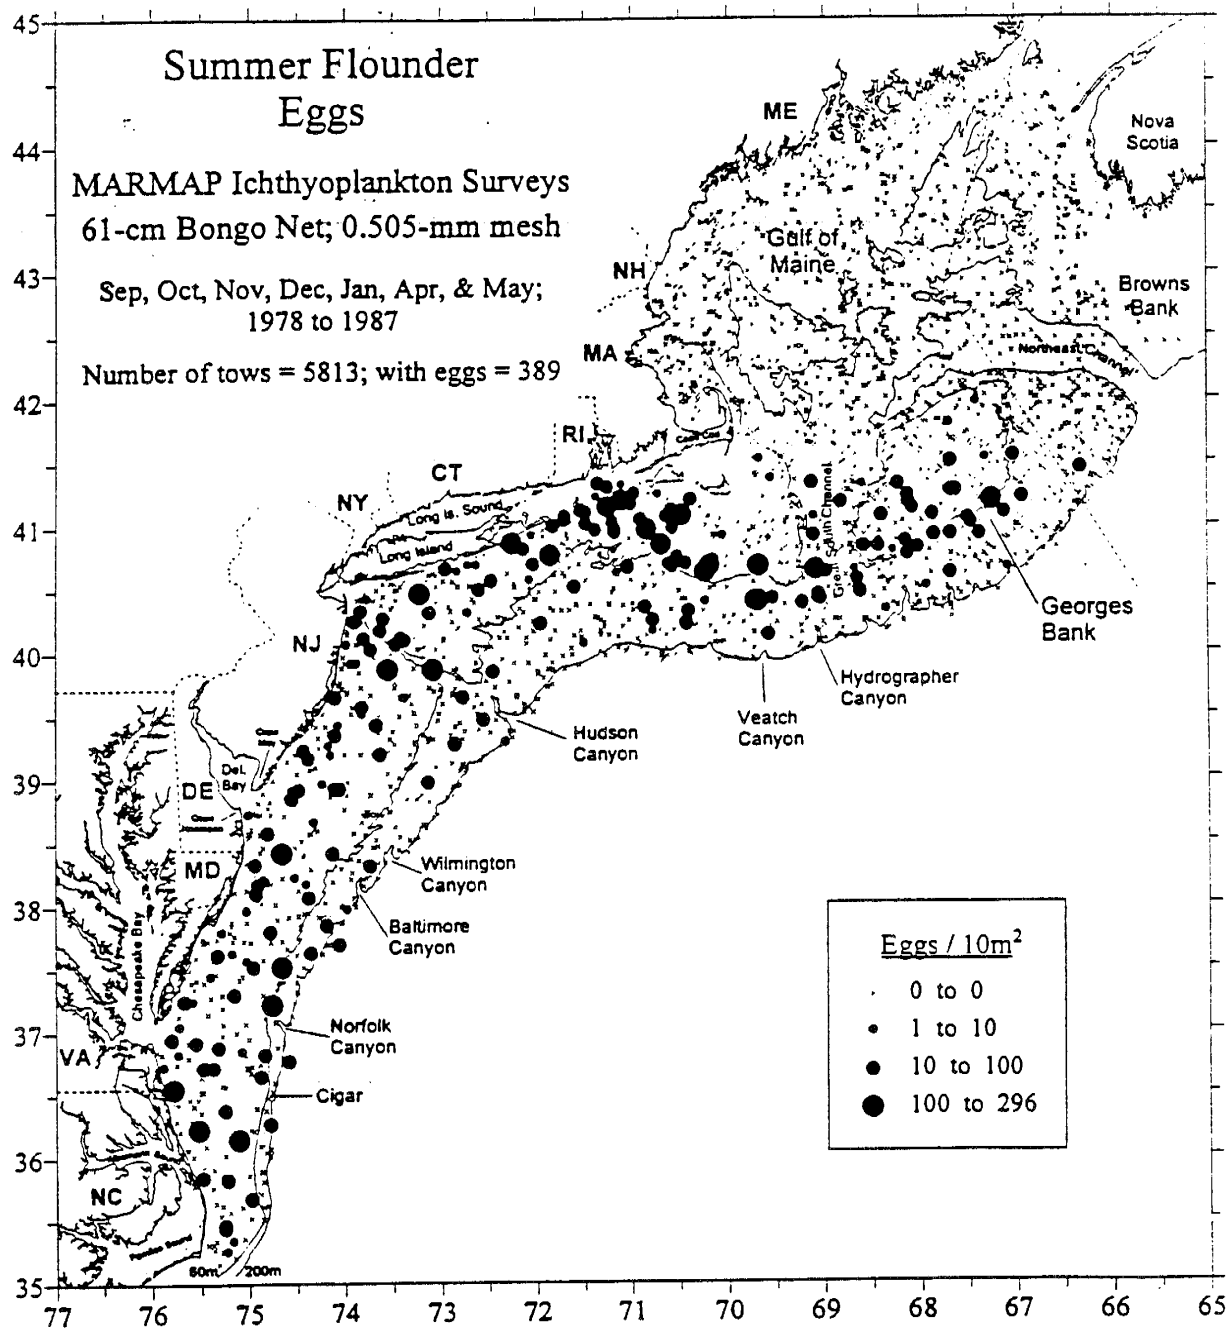 Summer Flounder
Eggs
MARMAP Ichthyoplankton Surveys
61-cm Bongo Net; 0.505-mm mesh
Sep, Oct, Nov, Dec, Jan, Apr, & May;
1978 to 1987
Number of tows = 5813; with eggs = 389
45
44
43
42
41
40
39
38
37
36
35
77
76
75
74
73
72
71
70
69
68
67
66
65
ME
Nova
Scotia
Gulf of
Maine
NH
Browns
Bank
MA
Northeast Channel
RI
Cape Cod
CT
NY
Long Is. Sound
Long Island
Great South Channel
Georges
Bank
NJ
Hydrographer
Canyon
Veatch
Canyon
Hudson
Canyon
Del.
Bay
DE
MD
Wilmington
Canyon
Baltimore
Canyon
Chesapeake Bay
Norfolk
Canyon
VA
Cigar
NC
Pamlico Sound
60m
200m
Eggs / 10m²
0 to 0
1 to 10
10 to 100
100 to 296